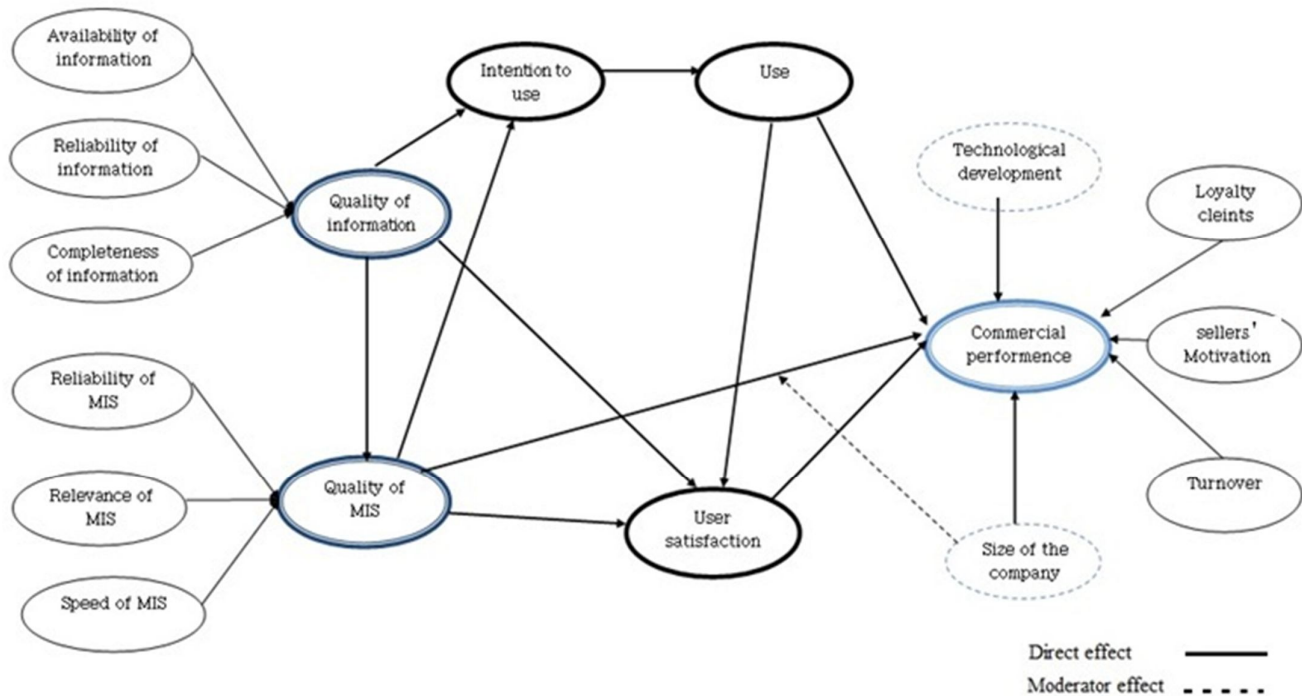 Availability of
information
Reliability of
information
Completeness
of information
Reliability of
MIS
Relevance of
MIS
Speed of MIS
Quality of
information
Quality of
MIS
Intention to
use
Use
User
satisfaction
Technological
development
Commercial
performence
Size of the
company
Loyalty
cleints
sellers'
Motivation
Turnover
Direct effect
Moderator effect